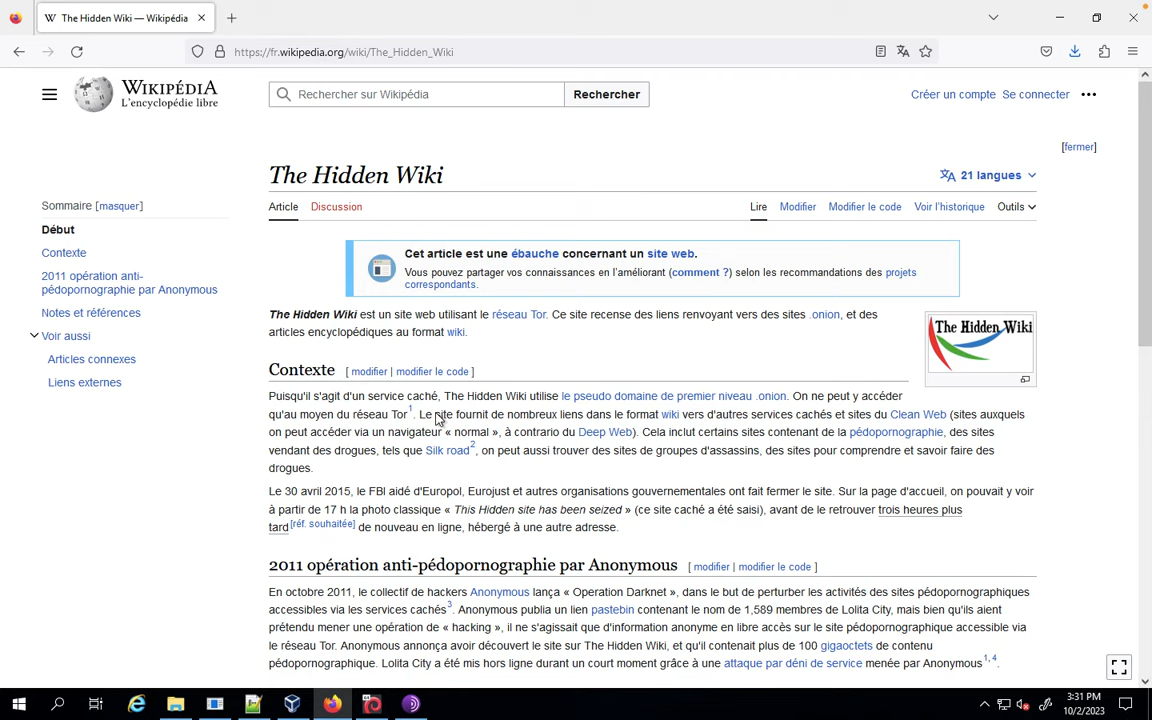 The Hidden Wiki — Wikipédia
https://fr.wikipedia.org/wiki/The_Hidden_Wiki
WIKIPÉDIA
L'encyclopédie libre
Rechercher sur Wikipédia
Rechercher
Créer un compte Se connecter
[fermer]
The Hidden Wiki
21 langues
Article Discussion
Lire Modifier Modifier le code Voir l'historique Outils
Sommaire [masquer]
Début
Contexte
2011 opération anti-
pédopornographie par Anonymous
Notes et références
Voir aussi
Articles connexes
Liens externes
Cet article est une ébauche concernant un site web.
Vous pouvez partager vos connaissances en l'améliorant (comment ?) selon les recommandations des projets
correspondants.
The Hidden Wiki est un site web utilisant le réseau Tor. Ce site recense des liens renvoyant vers des sites .onion, et des
articles encyclopédiques au format wiki.
The Hidden Wiki
Contexte [ modifier | modifier le code ]
Puisqu'il s'agit d'un service caché, The Hidden Wiki utilise le pseudo domaine de premier niveau .onion. On ne peut y accéder
qu'au moyen du réseau Tor1. Le site fournit de nombreux liens dans le format wiki vers d'autres services cachés et sites du Clean Web (sites auxquels
on peut accéder via un navigateur « normal », à contrario du Deep Web). Cela inclut certains sites contenant de la pédopornographie, des sites
vendant des drogues, tels que Silk road2, on peut aussi trouver des sites de groupes d'assassins, des sites pour comprendre et savoir faire des
drogues.
Le 30 avril 2015, le FBI aidé d'Europol, Eurojust et autres organisations gouvernementales ont fait fermer le site. Sur la page d'accueil, on pouvait y voir
à partir de 17 h la photo classique « This Hidden site has been seized » (ce site caché a été saisi), avant de le retrouver trois heures plus
tard[réf. souhaitée] de nouveau en ligne, hébergé à une autre adresse.
2011 opération anti-pédopornographie par Anonymous [ modifier | modifier le code ]
En octobre 2011, le collectif de hackers Anonymous lança « Operation Darknet », dans le but de perturber les activités des sites pédopornographiques
accessibles via les services cachés3. Anonymous publia un lien pastebin contenant le nom de 1,589 membres de Lolita City, mais bien qu'ils aient
prétendu mener une opération de « hacking », il ne s'agissait que d'information anonyme en libre accès sur le site pédopornographique accessible via
le réseau Tor. Anonymous annonça avoir découvert le site sur The Hidden Wiki, et qu'il contenait plus de 100 gigaoctets de contenu
pédopornographique. Lolita City a été mis hors ligne durant un court moment grâce à une attaque par déni de service menée par Anonymous1, 4.
3:31 PM
10/2/2023